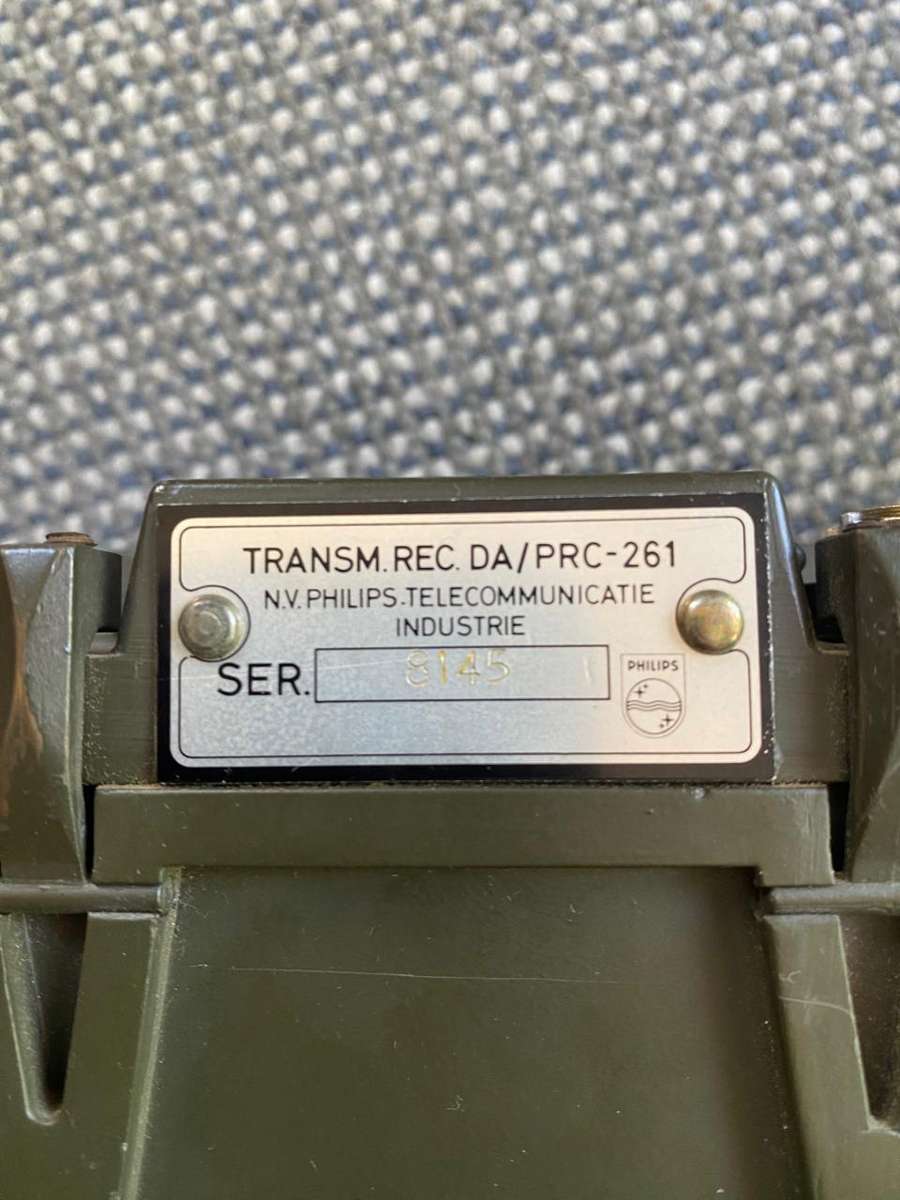 TRANSM.REC. DA/PRC-261
N.V. PHILIPS-TELECOMMUNICATIE
INDUSTRIE
SER. 8145
PHILIPS